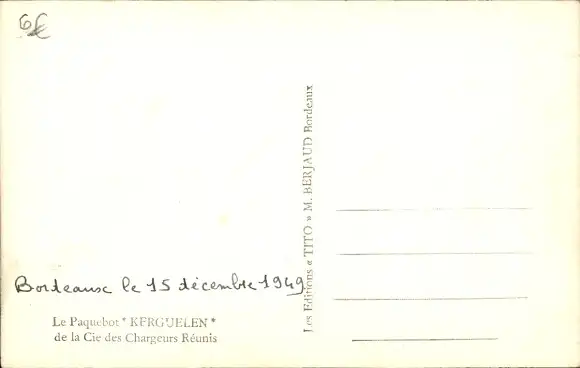 6€
Bordeaux le 15 décembre 1949
Le Paquebot "KERGUELEN"
de la Cie des Chargeurs Réunis
Les Editions « TITO » M. BERJAUD Bordeaux